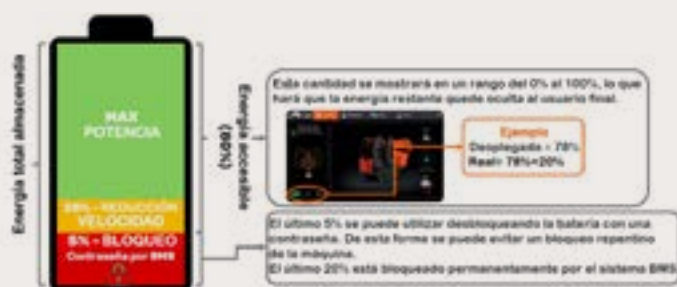 Energía total almacenada
MAX
POTENCIA
REDUCCIÓN
VELOCIDAD
5% - BLOQUEO
Contraseña por BMS
Energía accesible
(80%)
Esta cantidad se mostrará en un rango del 0% al 100%, lo que
hará que la energía restante quede oculta al usuario final.
Ejemplo
Desplegado = 78%
Real= 78%+20%
El último 5% se puede utilizar desbloqueando la batería con una
contraseña. De esta forma se puede evitar un bloqueo repentino
de la máquina.
El último 20% está bloqueado permanentemente por el sistema BMS